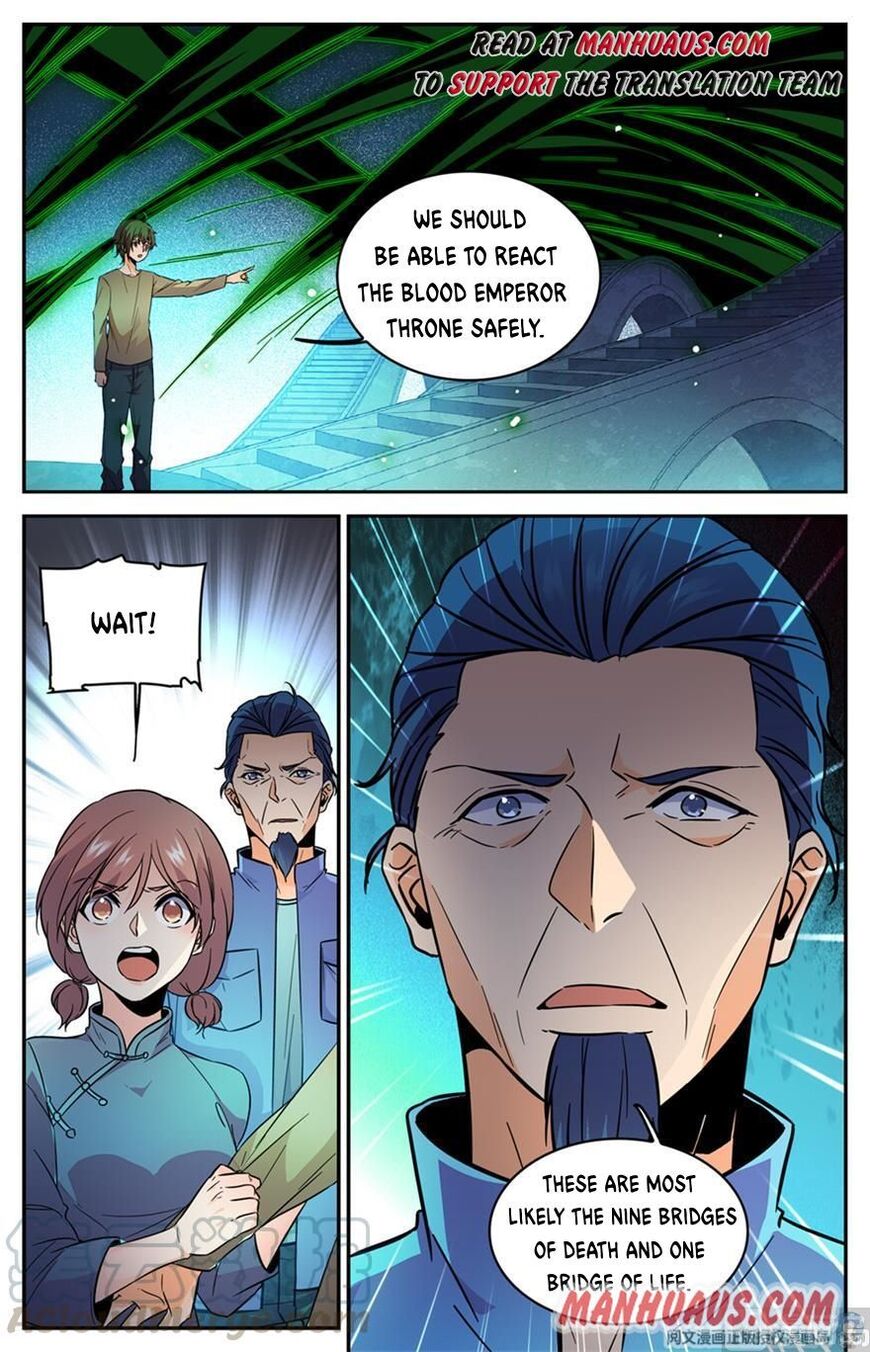 READ AT MANHUAUS.COM
TO SUPPORT THE TRANSLATION TEAM
WE SHOULD
BE ABLE TO REACT
THE BLOOD EMPEROR
THRONE SAFELY.
WAIT!
THESE ARE MOST
LIKELY THE NINE BRIDGES
OF DEATH AND ONE
BRIDGE OF LIFE.
MANHUAUS.COM